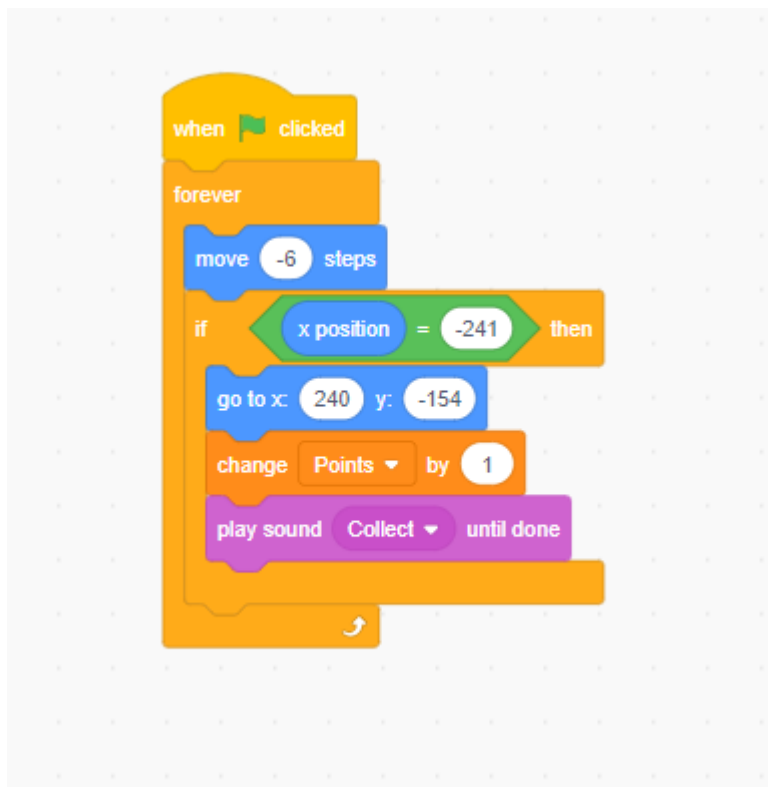 when clicked
forever
move -6 steps
if x position = -241 then
go to x: 240 y: -154
change Points by 1
play sound Collect until done